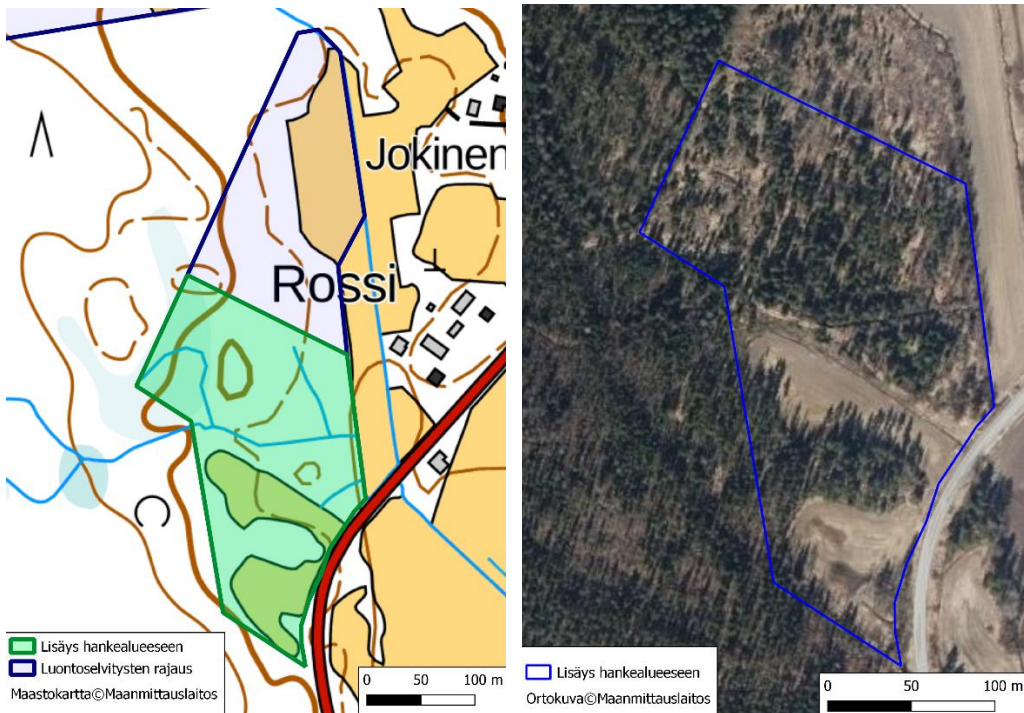 Jokinen
Rossi
Lisäys hankealueeseen
Luontoselvitysten rajaus
Maastokartta©Maanmittauslaitos
0 50 100 m
Lisäys hankealueeseen
Ortokuva©Maanmittauslaitos
0 50 100 m